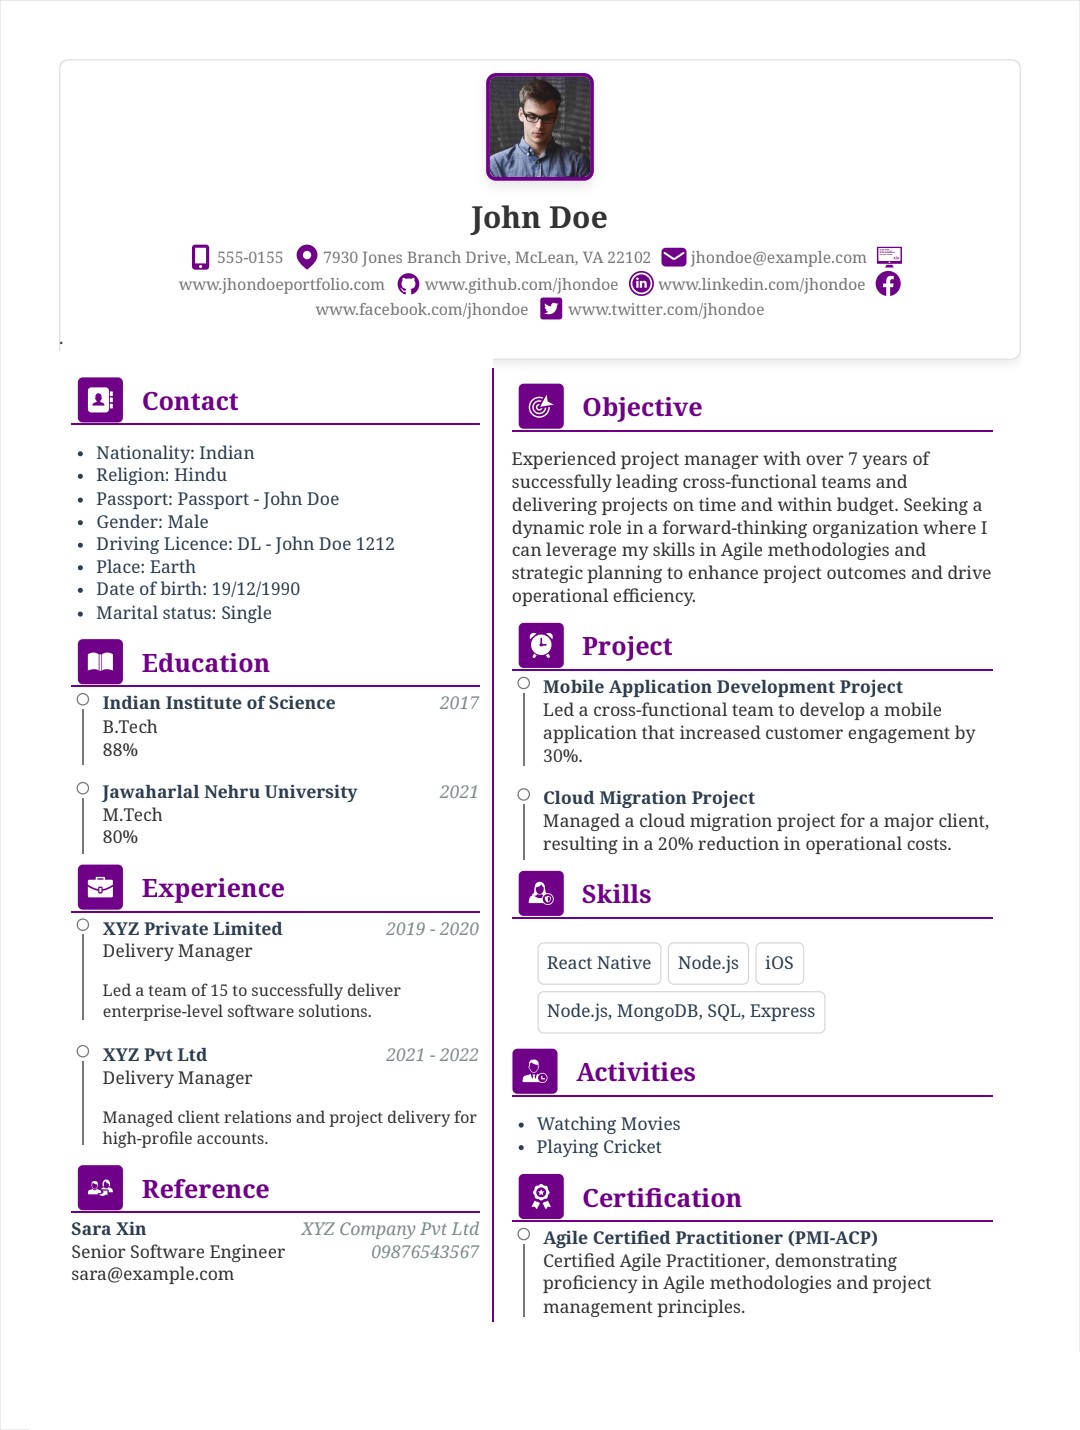 John Doe
555-0155 7930 Jones Branch Drive, McLean, VA 22102 jhondoe@example.com
www.jhondoeportfolio.com www.github.com/jhondoe www.linkedin.com/jhondoe
www.facebook.com/jhondoe www.twitter.com/jhondoe
.
Contact
• Nationality: Indian
• Religion: Hindu
• Passport: Passport - John Doe
• Gender: Male
• Driving Licence: DL - John Doe 1212
• Place: Earth
• Date of birth: 19/12/1990
• Marital status: Single
Education
Indian Institute of Science 2017
B.Tech
88%
Jawaharlal Nehru University 2021
M.Tech
80%
Experience
XYZ Private Limited 2019 - 2020
Delivery Manager
Led a team of 15 to successfully deliver
enterprise-level software solutions.
XYZ Pvt Ltd 2021 - 2022
Delivery Manager
Managed client relations and project delivery for
high-profile accounts.
Reference
Sara Xin XYZ Company Pvt Ltd
Senior Software Engineer 09876543567
sara@example.com
Objective
Experienced project manager with over 7 years of
successfully leading cross-functional teams and
delivering projects on time and within budget. Seeking a
dynamic role in a forward-thinking organization where I
can leverage my skills in Agile methodologies and
strategic planning to enhance project outcomes and drive
operational efficiency.
Project
Mobile Application Development Project
Led a cross-functional team to develop a mobile
application that increased customer engagement by
30%.
Cloud Migration Project
Managed a cloud migration project for a major client,
resulting in a 20% reduction in operational costs.
Skills
React Native Node.js iOS
Node.js, MongoDB, SQL, Express
Activities
• Watching Movies
• Playing Cricket
Certification
Agile Certified Practitioner (PMI-ACP)
Certified Agile Practitioner, demonstrating
proficiency in Agile methodologies and project
management principles.